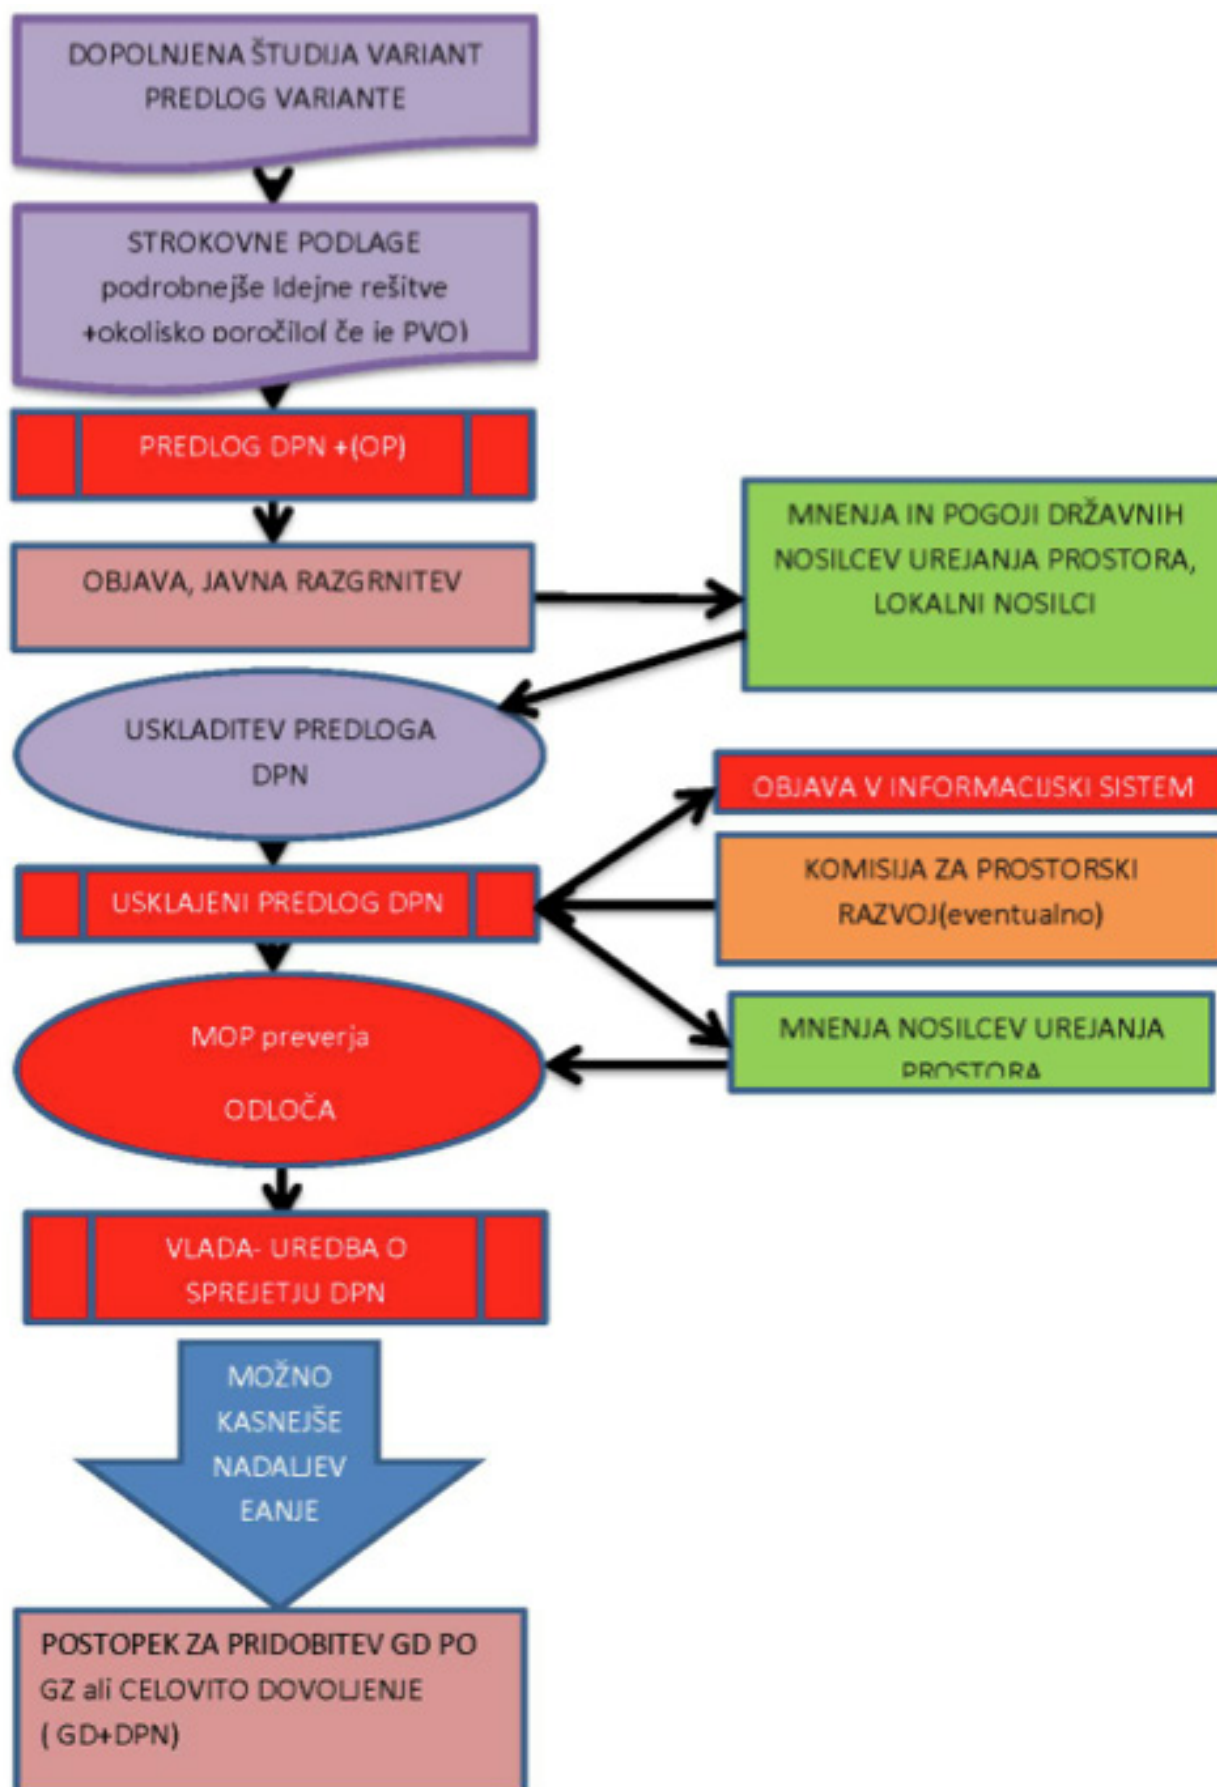 DOPOLNJENA ŠTUDIJA VARIANT
PREDLOG VARIANTE
STROKOVNE PODLAGE
podrobnejše Idejne rešitve
+okoljsko poročilo( če je PVO)
PREDLOG DPN +(OP)
OBJAVA, JAVNA RAZGRNITEV
MNENJA IN POGOJI DRŽAVNIH
NOSILCEV UREJANJA PROSTORA,
LOKALNI NOSILCI
USKLADITEV PREDLOGA
DPN
OBJAVA V INFORMACIJSKI SISTEM
KOMISIJA ZA PROSTORSKI
RAZVOJ(eventualno)
USKLAJENI PREDLOG DPN
MNENJA NOSILCEV UREJANJA
PROSTORA
MOP preverja
ODLOČA
VLADA- UREDBA O
SPREJETJU DPN
MOŽNO
KASNEJŠE
NADALJEV
EANJE
POSTOPEK ZA PRIDOBITEV GD PO
GZ ali CELOVITO DOVOLJENJE
( GD+DPN)